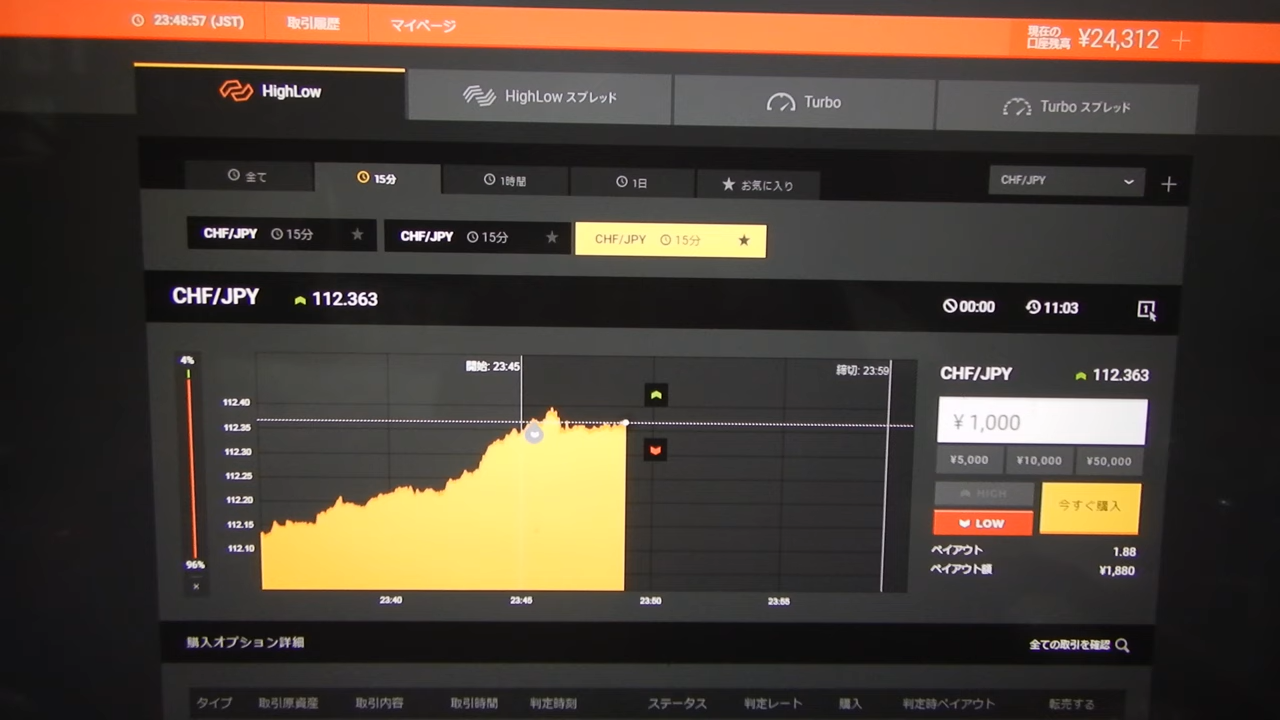 23:48:57 (JST) 取引履歴 マイページ 現在の口座残高 ¥24,312 +
HighLow HighLow スプレッド Turbo Turbo スプレッド
全て 15分 1時間 1日 お気に入り CHF/JPY +
CHF/JPY 15分 CHF/JPY 15分 CHF/JPY 15分
CHF/JPY 112.363 00:00 11:03 1
4% 開始: 23:45 締切: 23:59
CHF/JPY 112.363
112.40
112.35
112.30
112.25
112.20
112.15
112.10
96%
×
23:40 23:45 23:50 23:55
¥ 1,000
¥5,000 ¥10,000 ¥50,000
HIGH
LOW
今すぐ購入
ペイアウト 1.88
ペイアウト額 ¥1,880
購入オプション詳細 全ての取引を確認
タイプ 取引原資産 取引内容 取引時間 判定時刻 ステータス 判定レート 購入 判定時ペイアウト 転売する